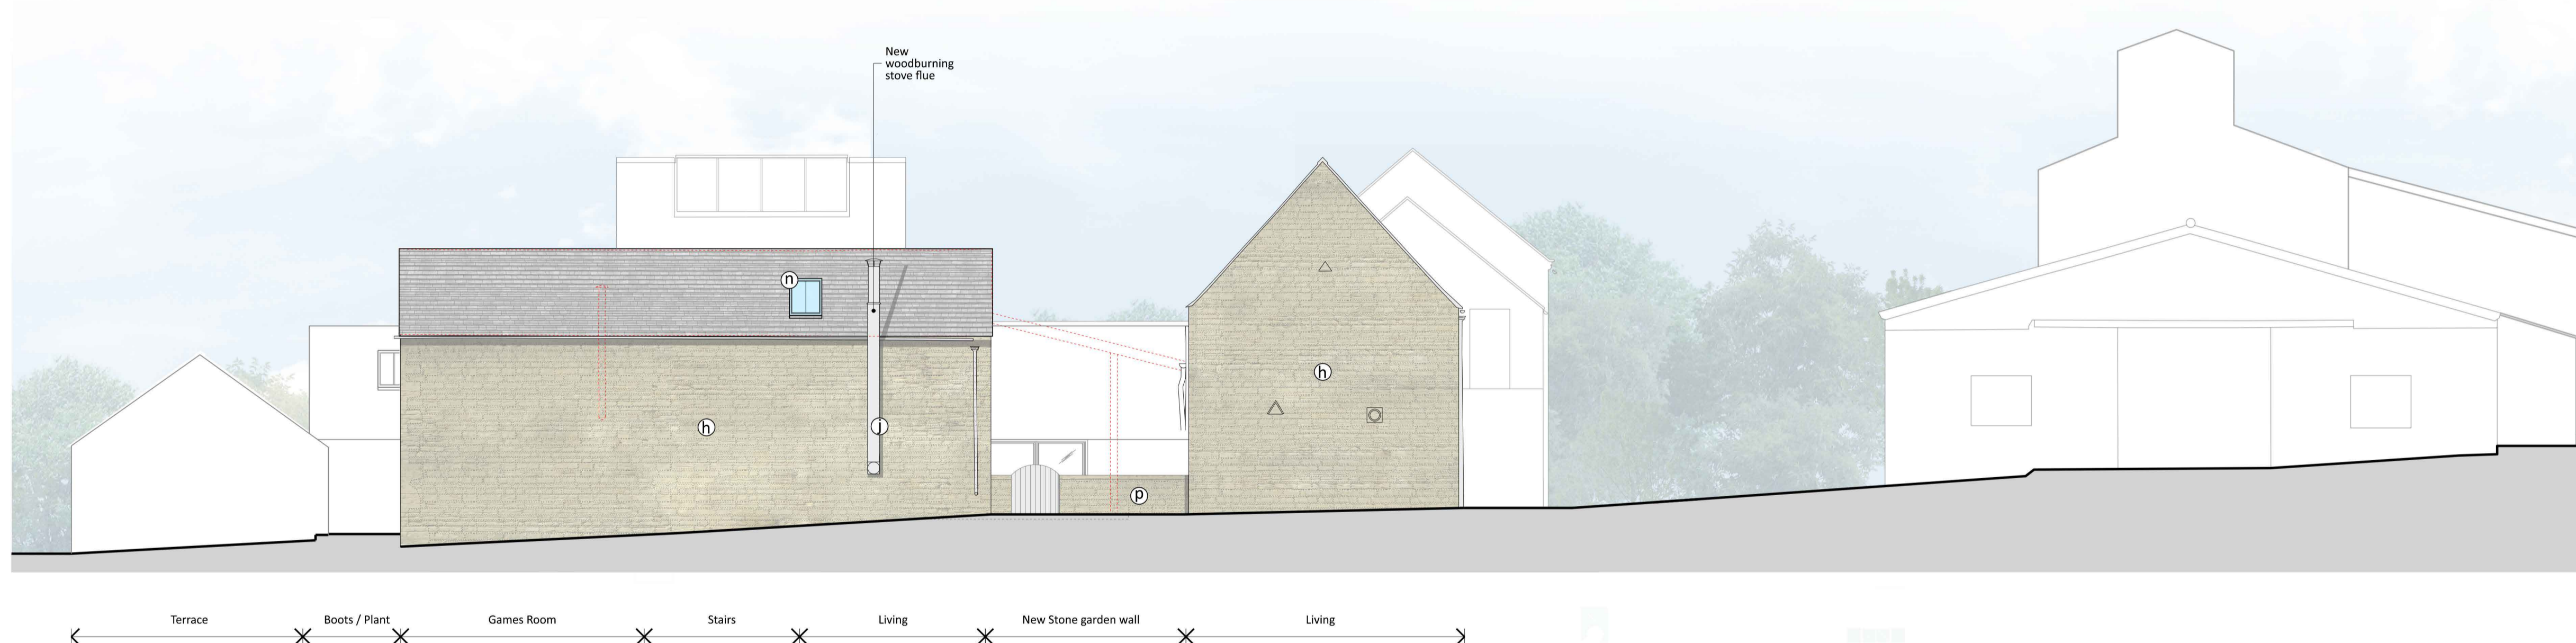 New
woodburning
stove flue
n
h
j
h
p
Terrace
Boots / Plant
Games Room
Stairs
Living
New Stone garden wall
Living